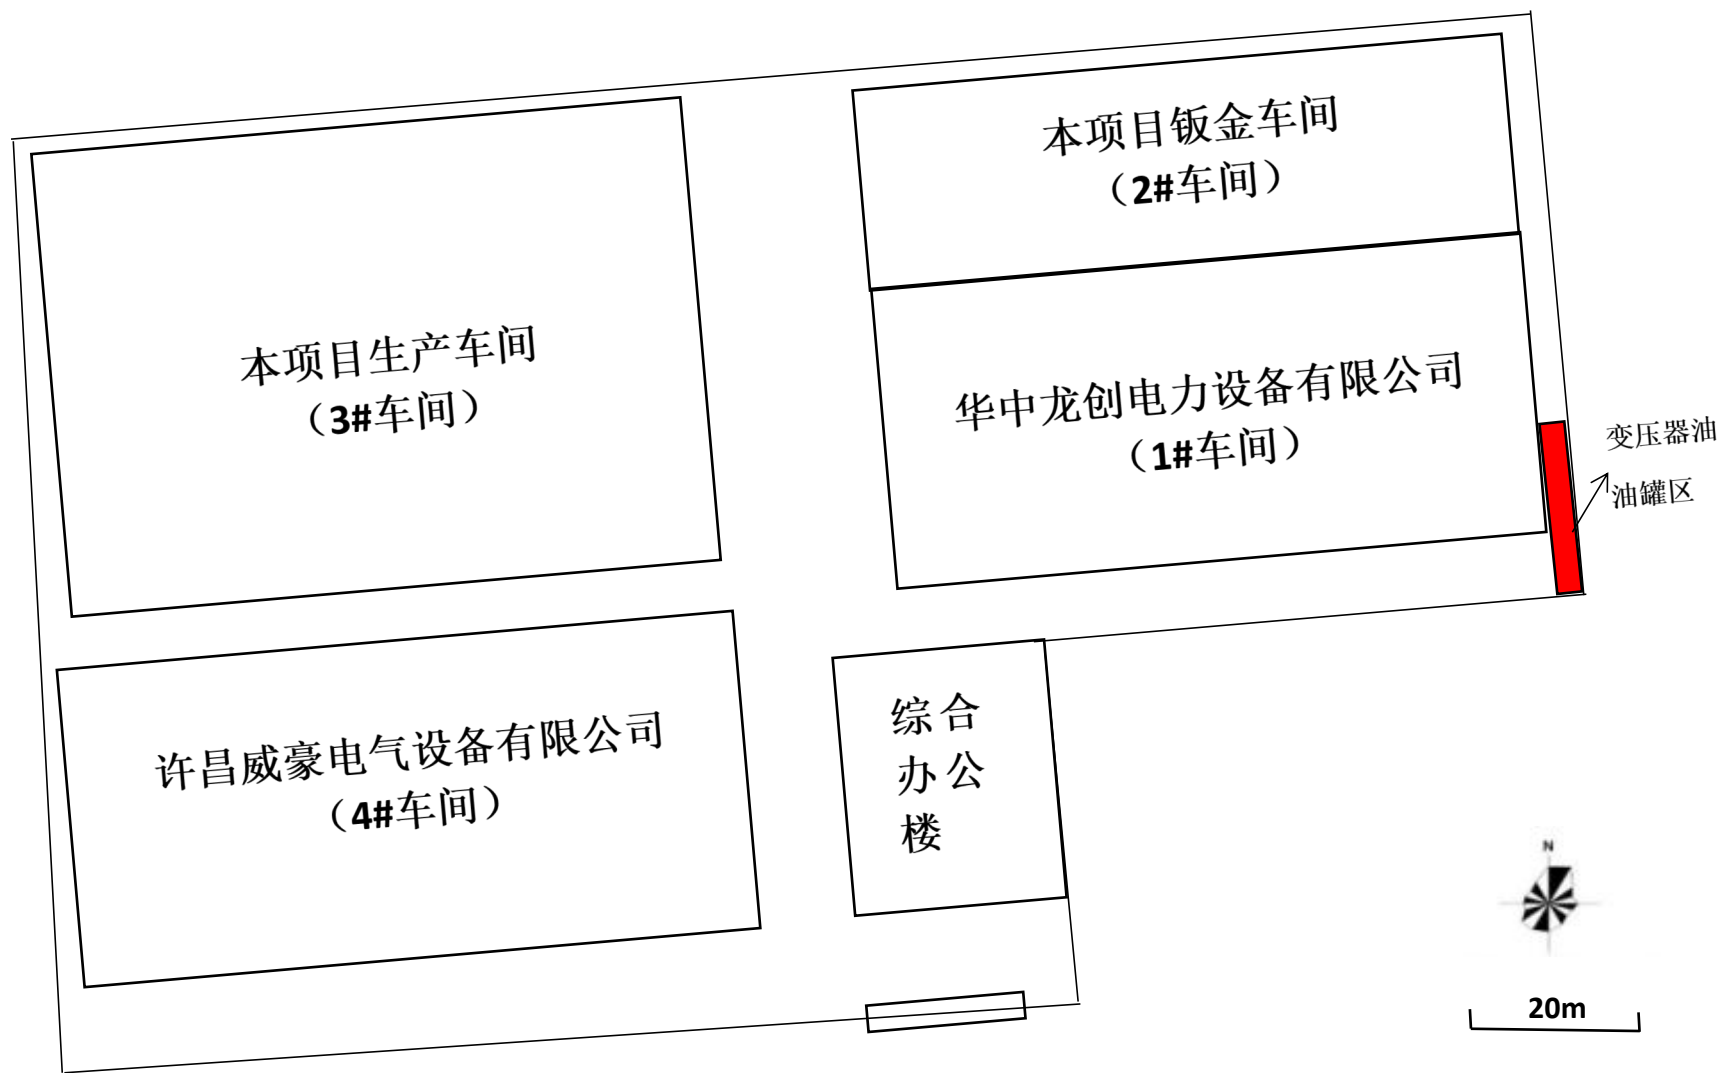 本项目钣金车间
（2#车间）
本项目生产车间
（3#车间）
华中龙创电力设备有限公司
（1#车间）
变压器油
油罐区
许昌威豪电气设备有限公司
（4#车间）
综合
办公
楼
N
20m